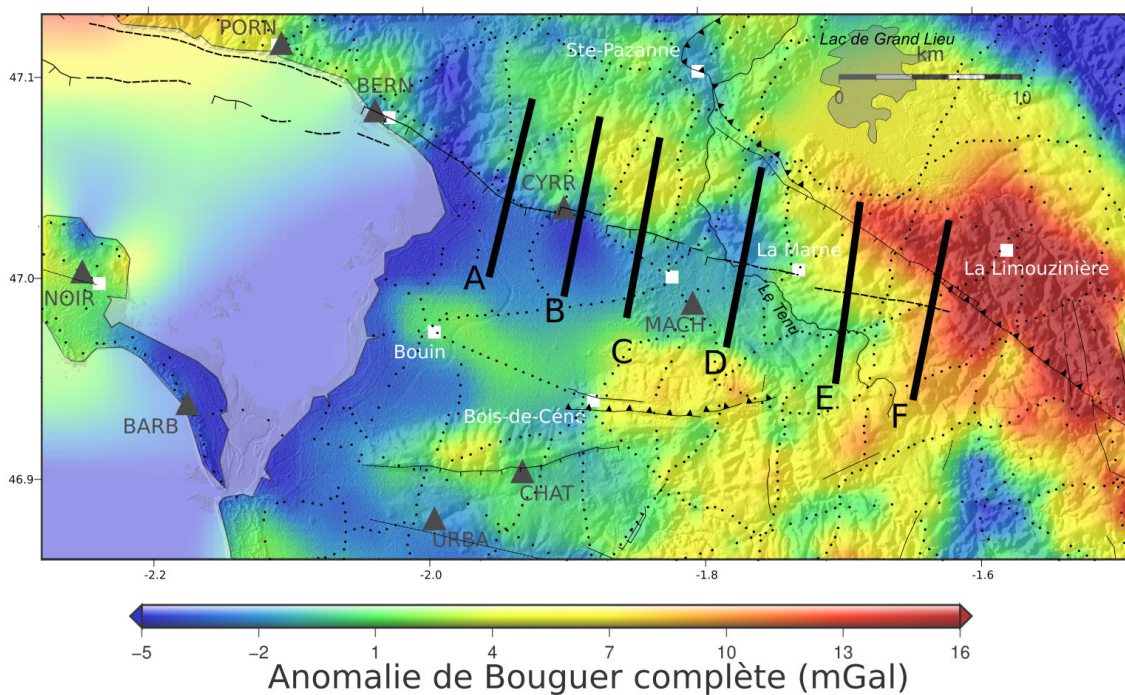 PORN
Ste-Pazanne
Lac de Grand Lieu
km
0
10
47.1
BERN
CYRR
47.0
NOIR
A
B
La Marne
La Limouzinière
MACH
Le Tenu
Bouin
C
D
E
F
BARB
Bois-de-Céné
46.9
CHAT
URBA
-2.2
-2.0
-1.8
-1.6
−5
−2
1
4
7
10
13
16
Anomalie de Bouguer complète (mGal)